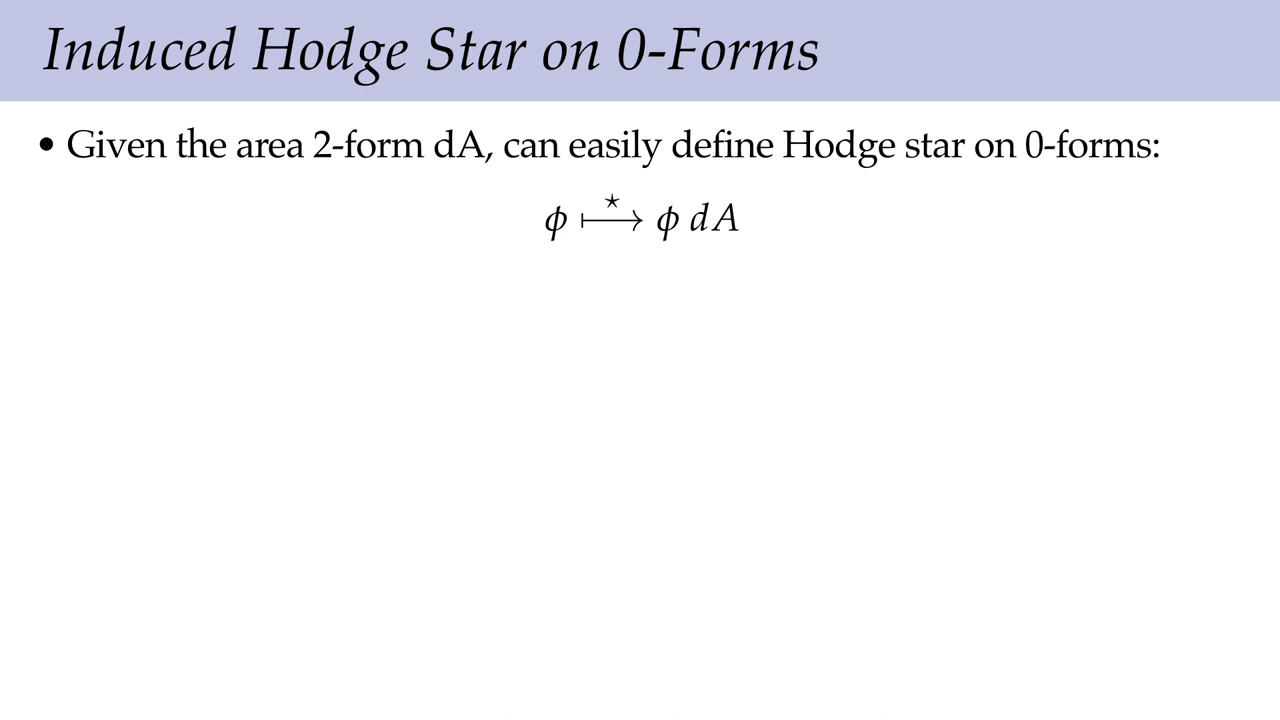 Induced Hodge Star on 0-Forms
• Given the area 2-form dA, can easily define Hodge star on 0-forms:
ϕ ⟼⋆ ϕ dA